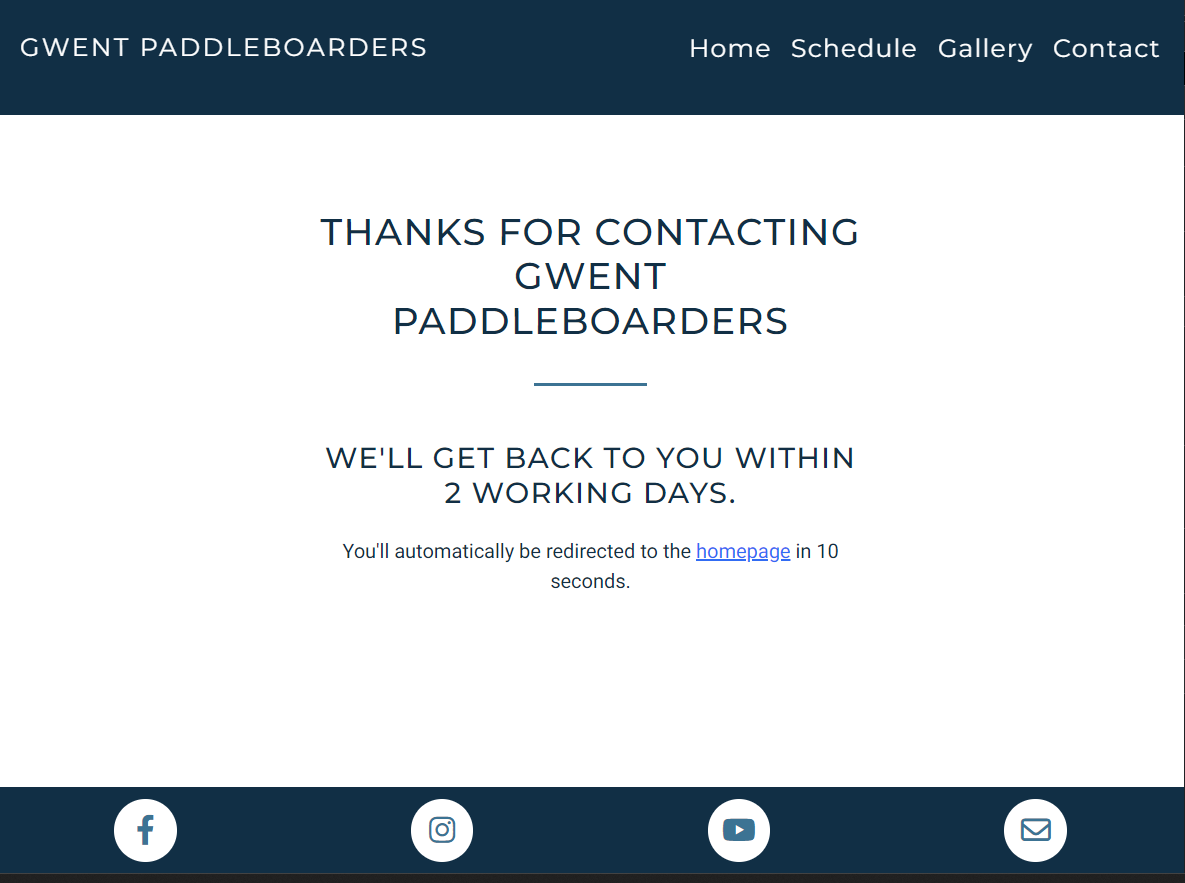 GWENT PADDLEBOARDERS
Home Schedule Gallery Contact
THANKS FOR CONTACTING
GWENT
PADDLEBOARDERS
WE'LL GET BACK TO YOU WITHIN
2 WORKING DAYS.
You'll automatically be redirected to the homepage in 10
seconds.